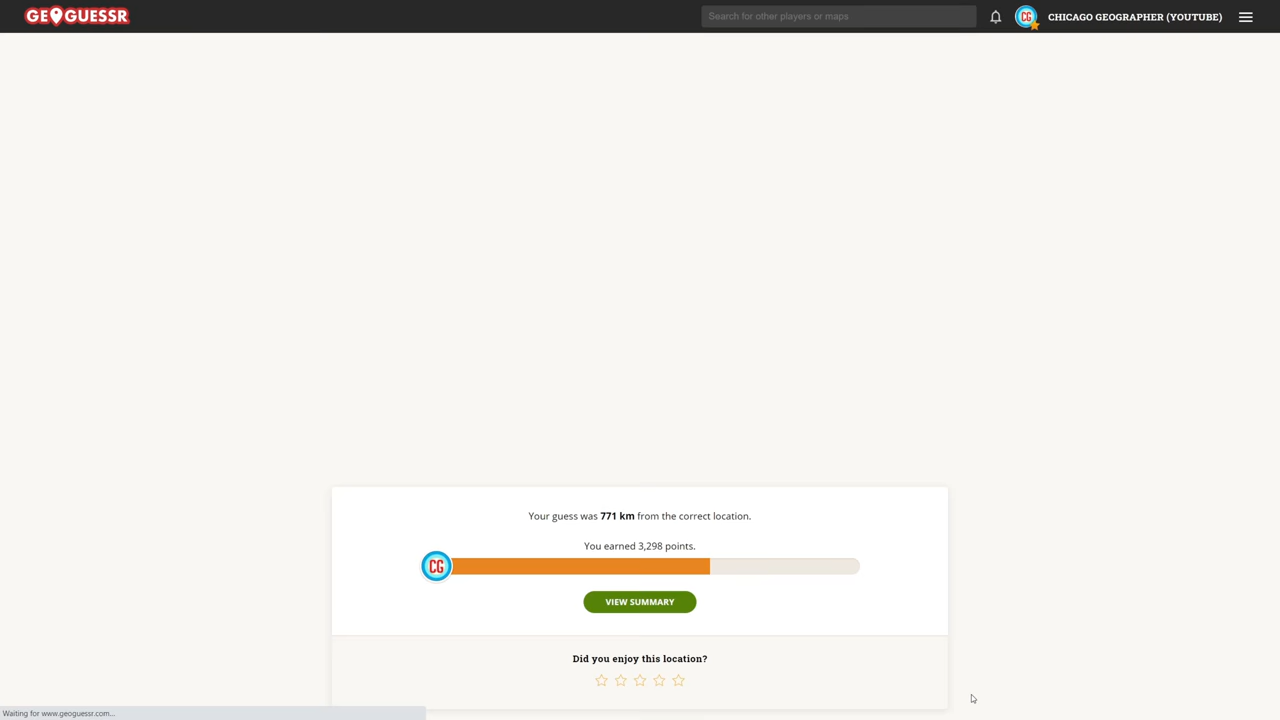 GEOGUESSR
Search for other players or maps
CG
CHICAGO GEOGRAPHER (YOUTUBE)
Your guess was 771 km from the correct location.
You earned 3,298 points.
CG
VIEW SUMMARY
Did you enjoy this location?
Waiting for www.geoguessr.com...